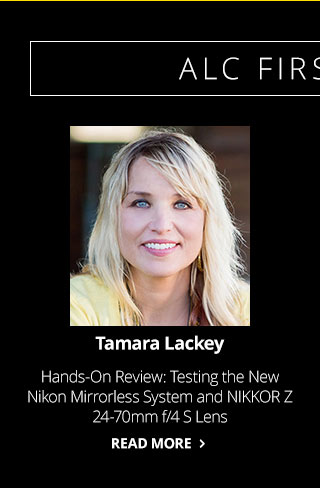 ALC FIRS
Tamara Lackey
Hands-On Review: Testing the New
Nikon Mirrorless System and NIKKOR Z
24-70mm f/4 S Lens
READ MORE >